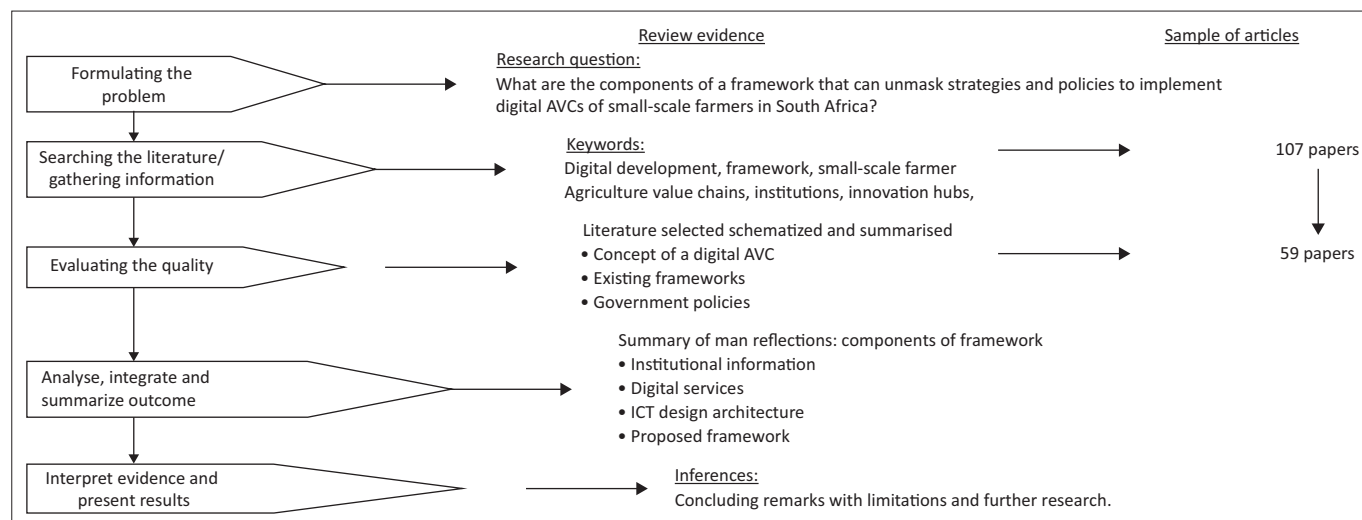 Review evidence
Sample of articles
Formulating the
problem
Research question:
What are the components of a framework that can unmask strategies and policies to implement
digital AVCs of small-scale farmers in South Africa?
Searching the literature/
gathering information
Keywords:
Digital development, framework, small-scale farmer
Agriculture value chains, institutions, innovation hubs,
107 papers
Evaluating the quality
Literature selected schematized and summarised
• Concept of a digital AVC
• Existing frameworks
• Government policies
59 papers
Analyse, integrate and
summarize outcome
Summary of man reflections: components of framework
• Institutional information
• Digital services
• ICT design architecture
• Proposed framework
Interpret evidence and
present results
Inferences:
Concluding remarks with limitations and further research.